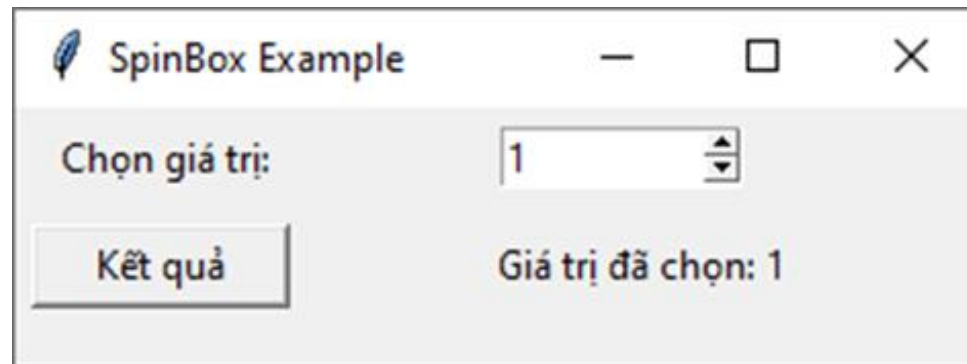 SpinBox Example
Chọn giá trị: 1
Kết quả Giá trị đã chọn: 1